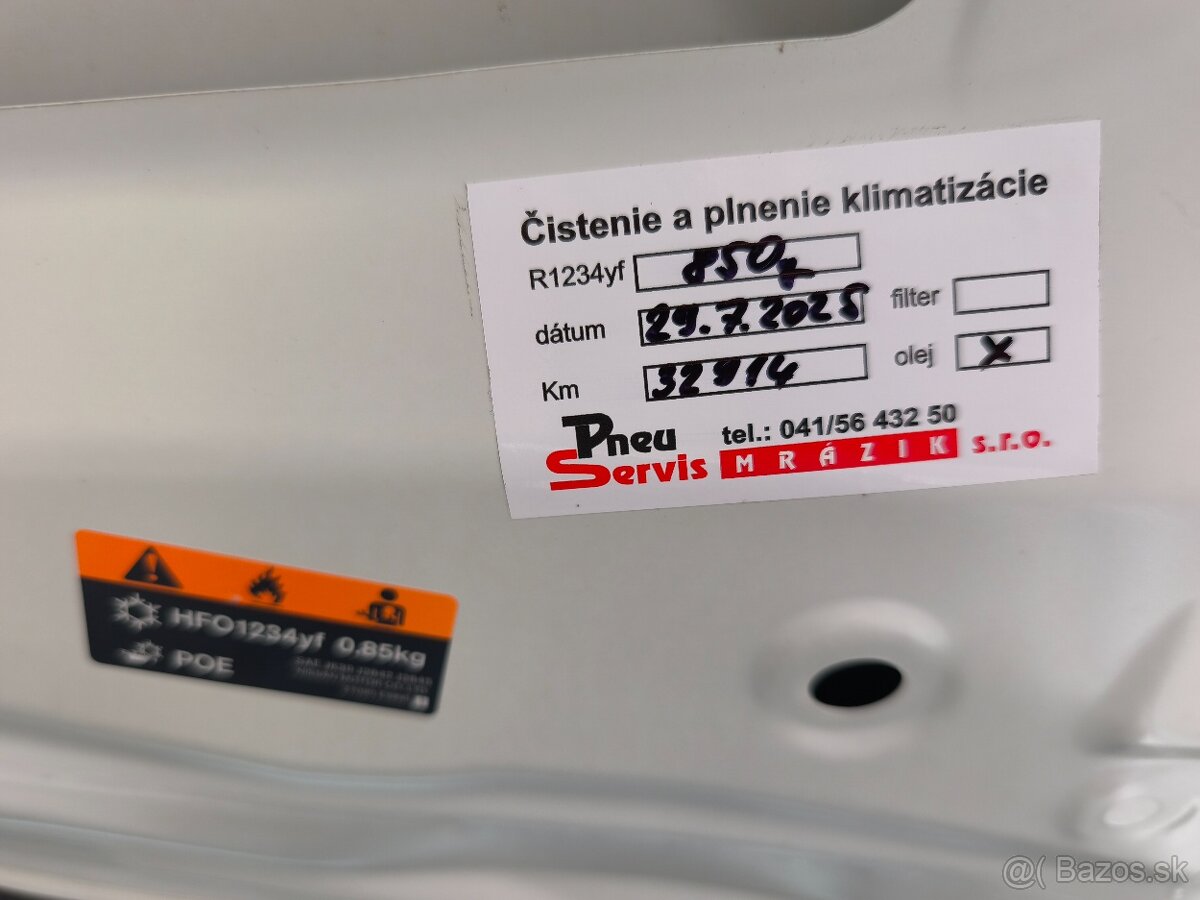 Čistenie a plnenie klimatizácie
R1234yf 850g
dátum 29.7.2025 filter
Km 32914 olej X
Pneu Servis tel.: 041/56 432 50
MRÁZIK s.r.o.
HFO1234yf 0.85kg
POE
@( Bazos.sk